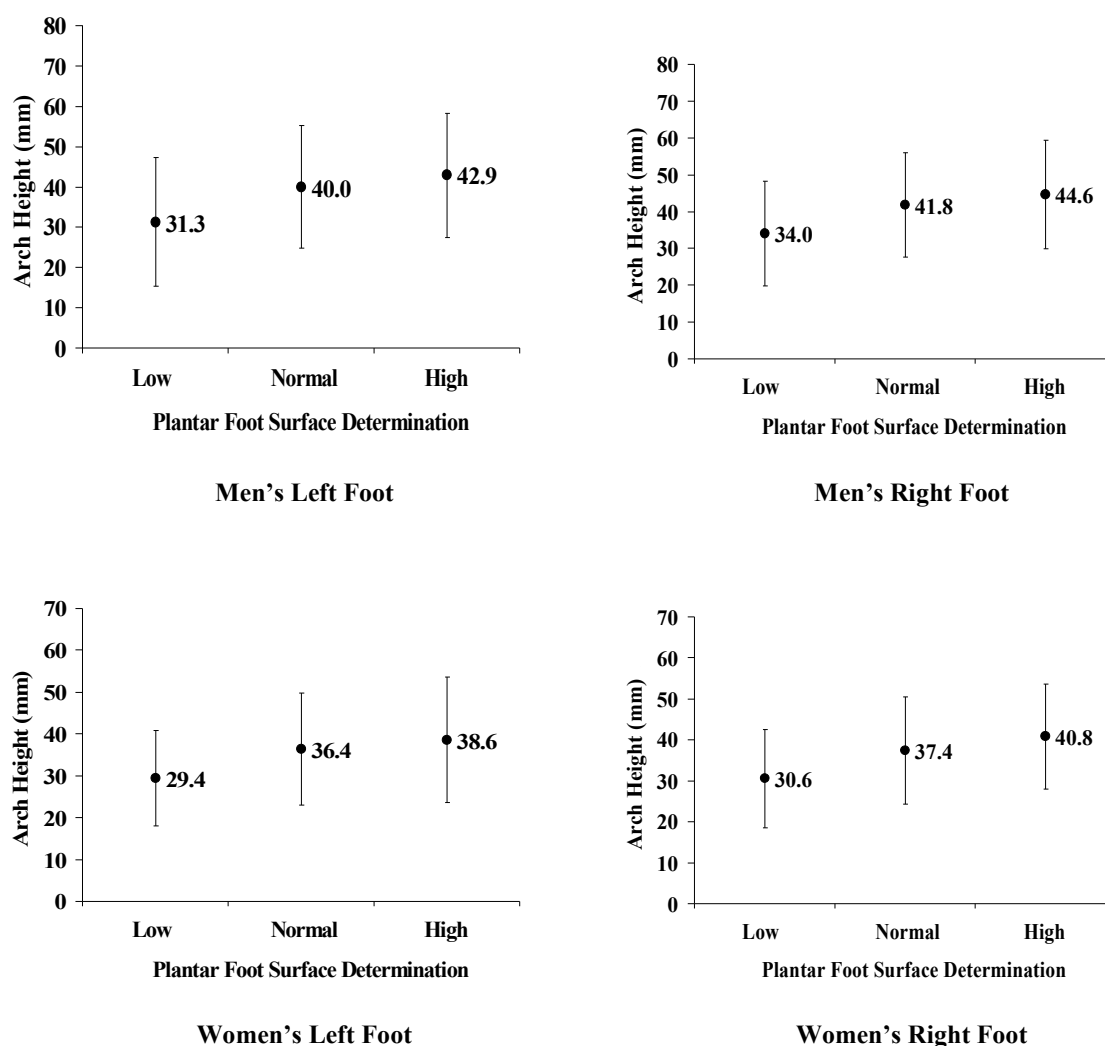 80
70
60
50
40
30
20
10
0
Arch Height (mm)
31.3
40.0
42.9
Low Normal High
Plantar Foot Surface Determination
Men’s Left Foot
80
70
60
50
40
30
20
10
0
Arch Height (mm)
34.0
41.8
44.6
Low Normal High
Plantar Foot Surface Determination
Men’s Right Foot
70
60
50
40
30
20
10
0
Arch Height (mm)
29.4
36.4
38.6
Low Normal High
Plantar Foot Surface Determination
Women’s Left Foot
70
60
50
40
30
20
10
0
Arch Height (mm)
30.6
37.4
40.8
Low Normal High
Plantar Foot Surface Determination
Women’s Right Foot